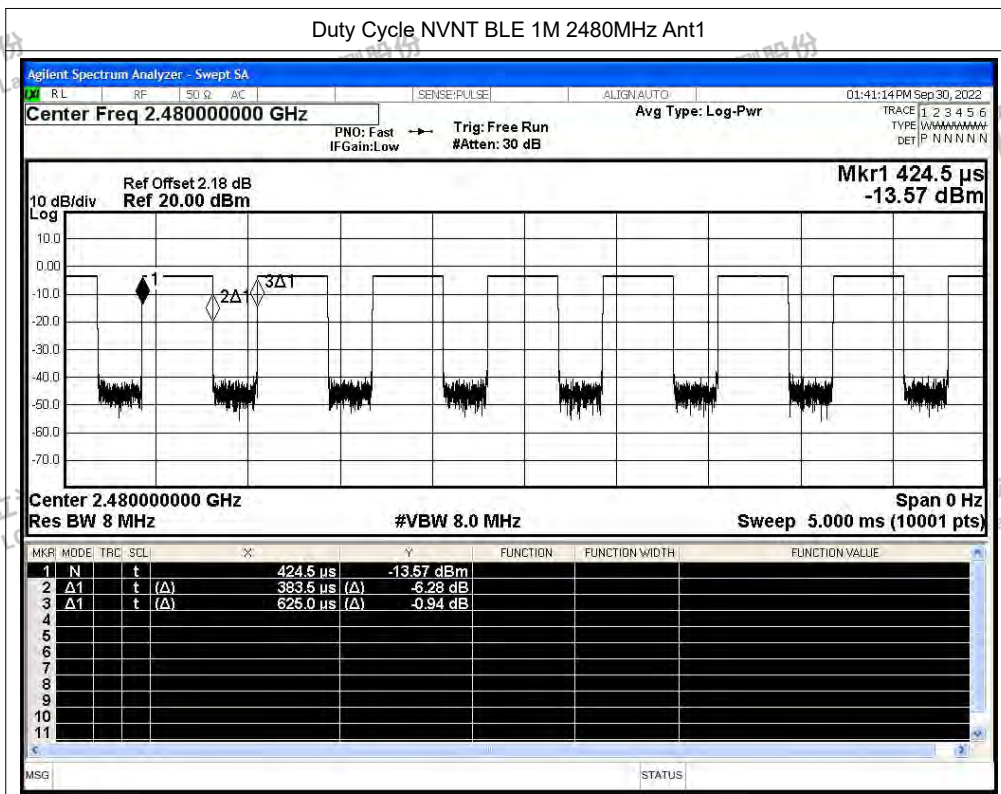 Duty Cycle NVNT BLE 1M 2480MHz Ant1
Agilent Spectrum Analyzer - Swept SA
RL RF 50 Ω AC SENSE:PULSE ALIGN AUTO 01:41:14 PM Sep 30, 2022
Center Freq 2.480000000 GHz
PNO: Fast Trig: Free Run Avg Type: Log-Pwr TRACE 1 2 3 4 5 6
IFGain:Low #Atten: 30 dB TYPE WWWWWW
DET P N N N N N
Mkr1 424.5 µs
-13.57 dBm
Ref Offset 2.18 dB
10 dB/div Ref 20.00 dBm
Log
10.0
0.00
-10.0
-20.0
-30.0
-40.0
-50.0
-60.0
-70.0
1
2Δ1
3Δ1
Center 2.480000000 GHz Span 0 Hz
Res BW 8 MHz #VBW 8.0 MHz Sweep 5.000 ms (10001 pts)
MKR MODE TRC SCL X Y FUNCTION FUNCTION WIDTH FUNCTION VALUE
1 N t 424.5 µs -13.57 dBm
2 Δ1 t (Δ) 383.5 µs (Δ) -6.28 dB
3 Δ1 t (Δ) 625.0 µs (Δ) -0.94 dB
4
5
6
7
8
9
10
11
MSG STATUS